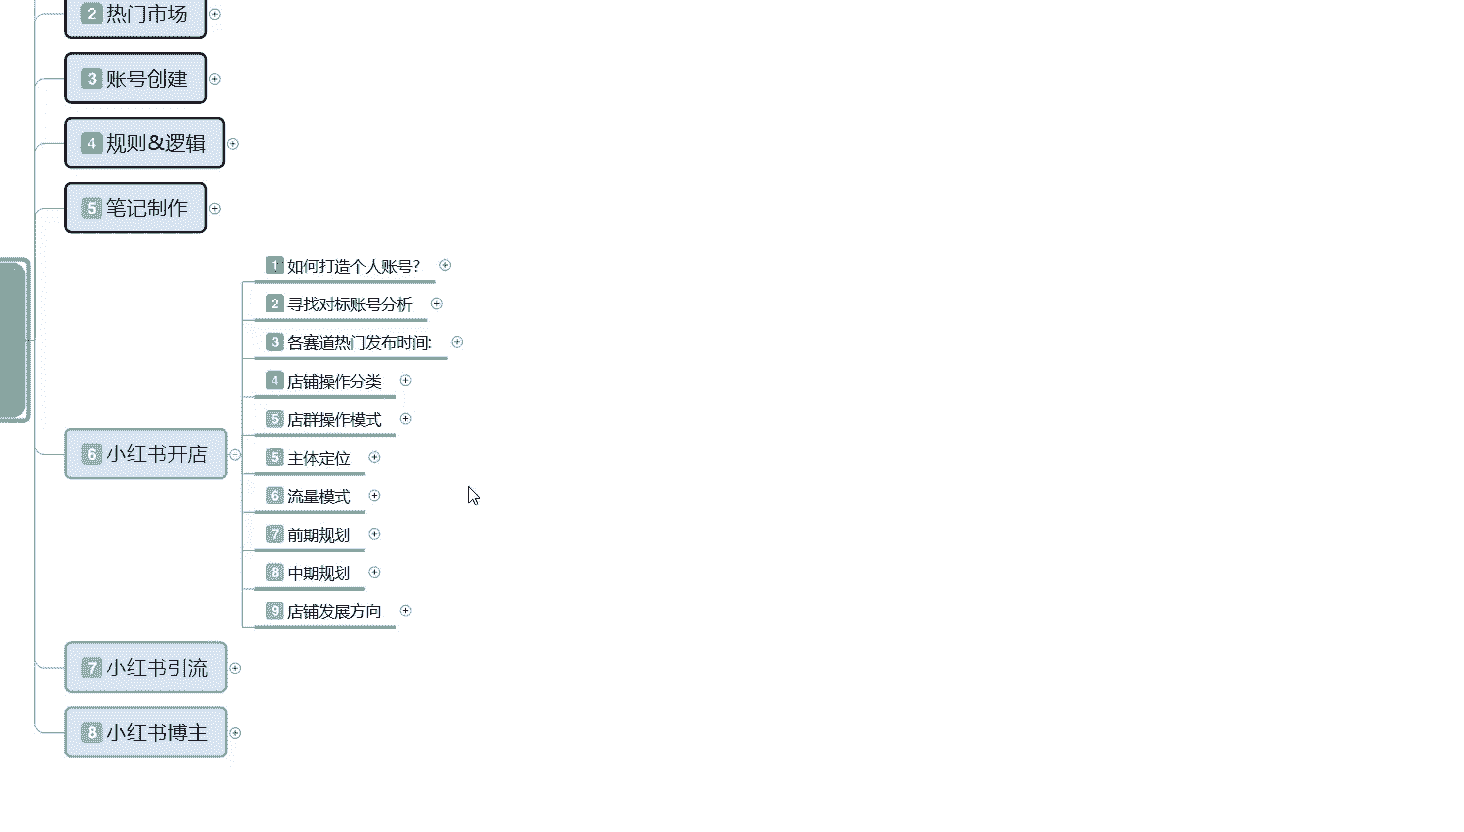 2 热门市场
3 账号创建
4 规则&逻辑
5 笔记制作
6 小红书开店
1 如何打造个人账号?
2 寻找对标账号分析
3 各赛道热门发布时间:
4 店铺操作分类
5 店群操作模式
5 主体定位
6 流量模式
7 前期规划
8 中期规划
9 店铺发展方向
7 小红书引流
8 小红书博主